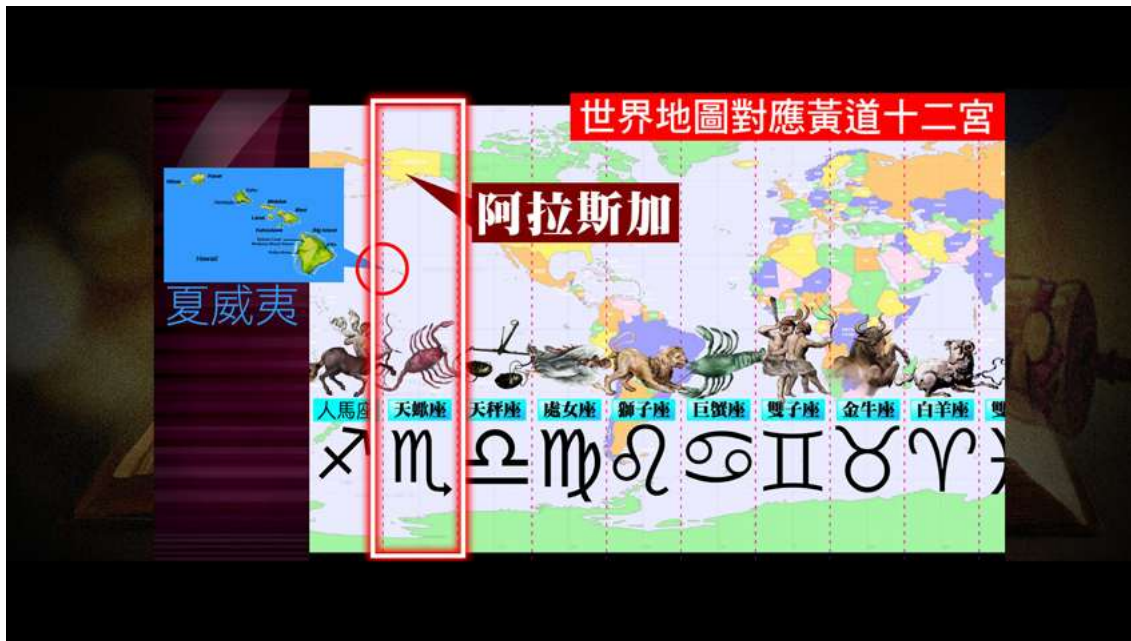 世界地圖對應黃道十二宮
阿拉斯加
Hawaii
夏威夷
人馬座
天蠍座
天秤座
處女座
獅子座
巨蟹座
雙子座
金牛座
白羊座
雙